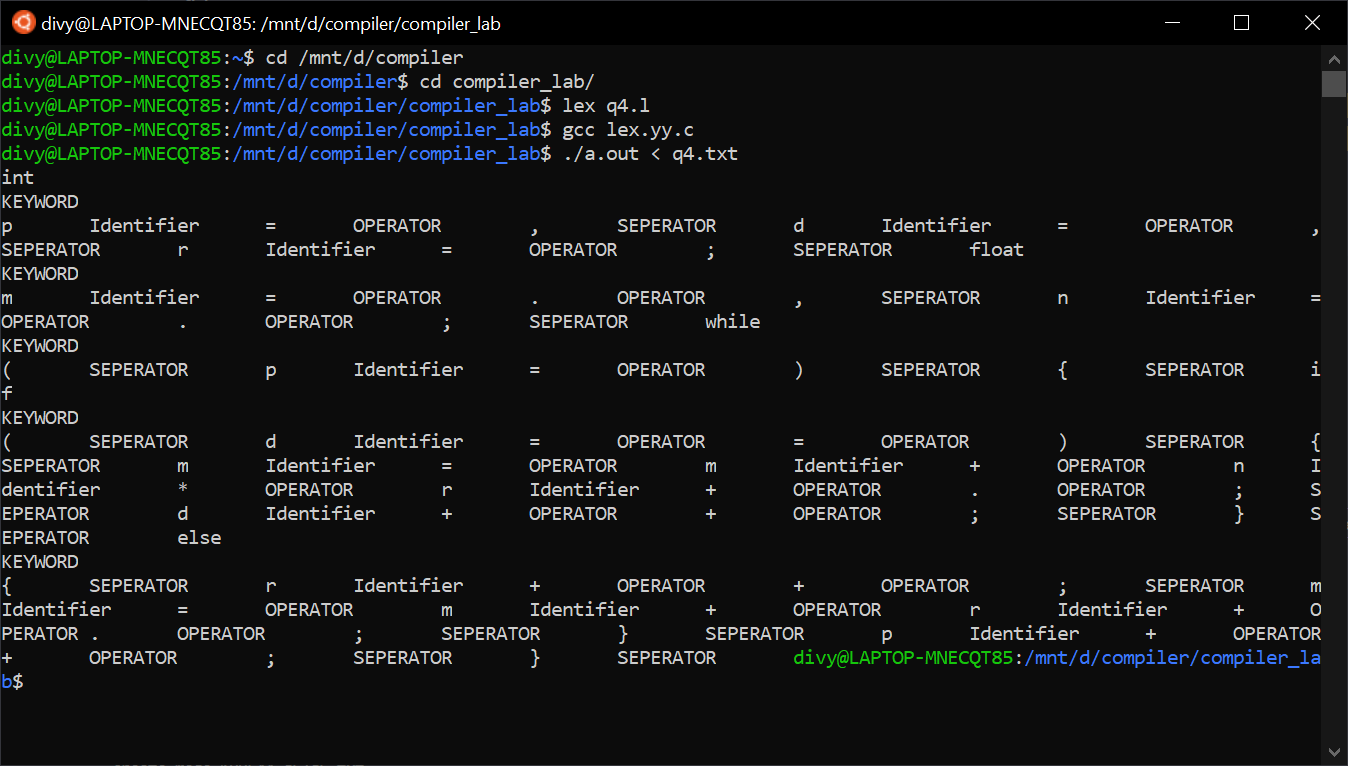 divy@LAPTOP-MNECQT85: /mnt/d/compiler/compiler_lab
divy@LAPTOP-MNECQT85:~$ cd /mnt/d/compiler
divy@LAPTOP-MNECQT85:/mnt/d/compiler$ cd compiler_lab/
divy@LAPTOP-MNECQT85:/mnt/d/compiler/compiler_lab$ lex q4.l
divy@LAPTOP-MNECQT85:/mnt/d/compiler/compiler_lab$ gcc lex.yy.c
divy@LAPTOP-MNECQT85:/mnt/d/compiler/compiler_lab$ ./a.out < q4.txt
int
KEYWORD
p Identifier = OPERATOR , SEPERATOR d Identifier = OPERATOR ,
SEPERATOR r Identifier = OPERATOR ; SEPERATOR float
KEYWORD
m Identifier = OPERATOR . OPERATOR , SEPERATOR n Identifier =
OPERATOR . OPERATOR ; SEPERATOR while
KEYWORD
( SEPERATOR p Identifier = OPERATOR ) SEPERATOR { SEPERATOR i
f
KEYWORD
( SEPERATOR d Identifier = OPERATOR = OPERATOR ) SEPERATOR {
SEPERATOR m Identifier = OPERATOR m Identifier + OPERATOR n I
dentifier * OPERATOR r Identifier + OPERATOR . OPERATOR ; S
EPERATOR d Identifier + OPERATOR + OPERATOR ; SEPERATOR } S
EPERATOR else
KEYWORD
{ SEPERATOR r Identifier + OPERATOR + OPERATOR ; SEPERATOR m
Identifier = OPERATOR m Identifier + OPERATOR r Identifier + O
PERATOR . OPERATOR ; SEPERATOR } SEPERATOR p Identifier + OPERATOR
+ OPERATOR ; SEPERATOR } SEPERATOR divy@LAPTOP-MNECQT85:/mnt/d/compiler/compiler_la
b$